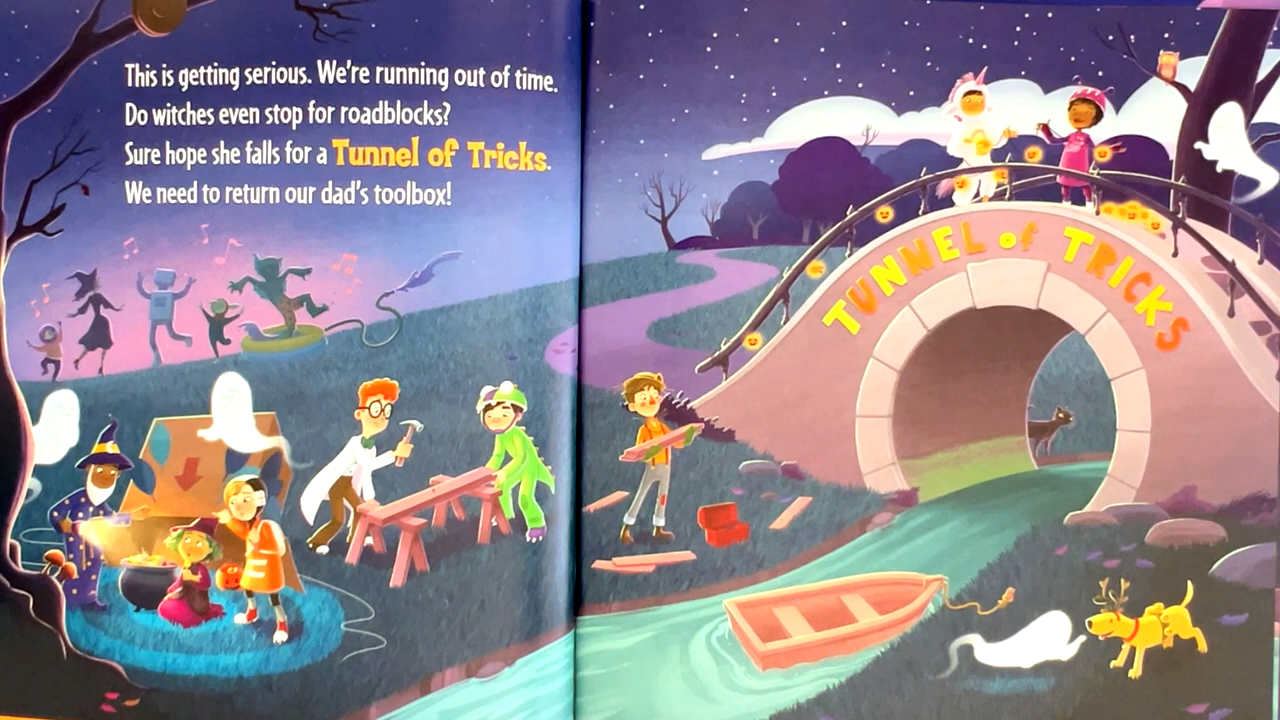 This is getting serious. We're running out of time.
Do witches even stop for roadblocks?
Sure hope she falls for a Tunnel of Tricks.
We need to return our dad's toolbox!
TUNNEL of TRICKS